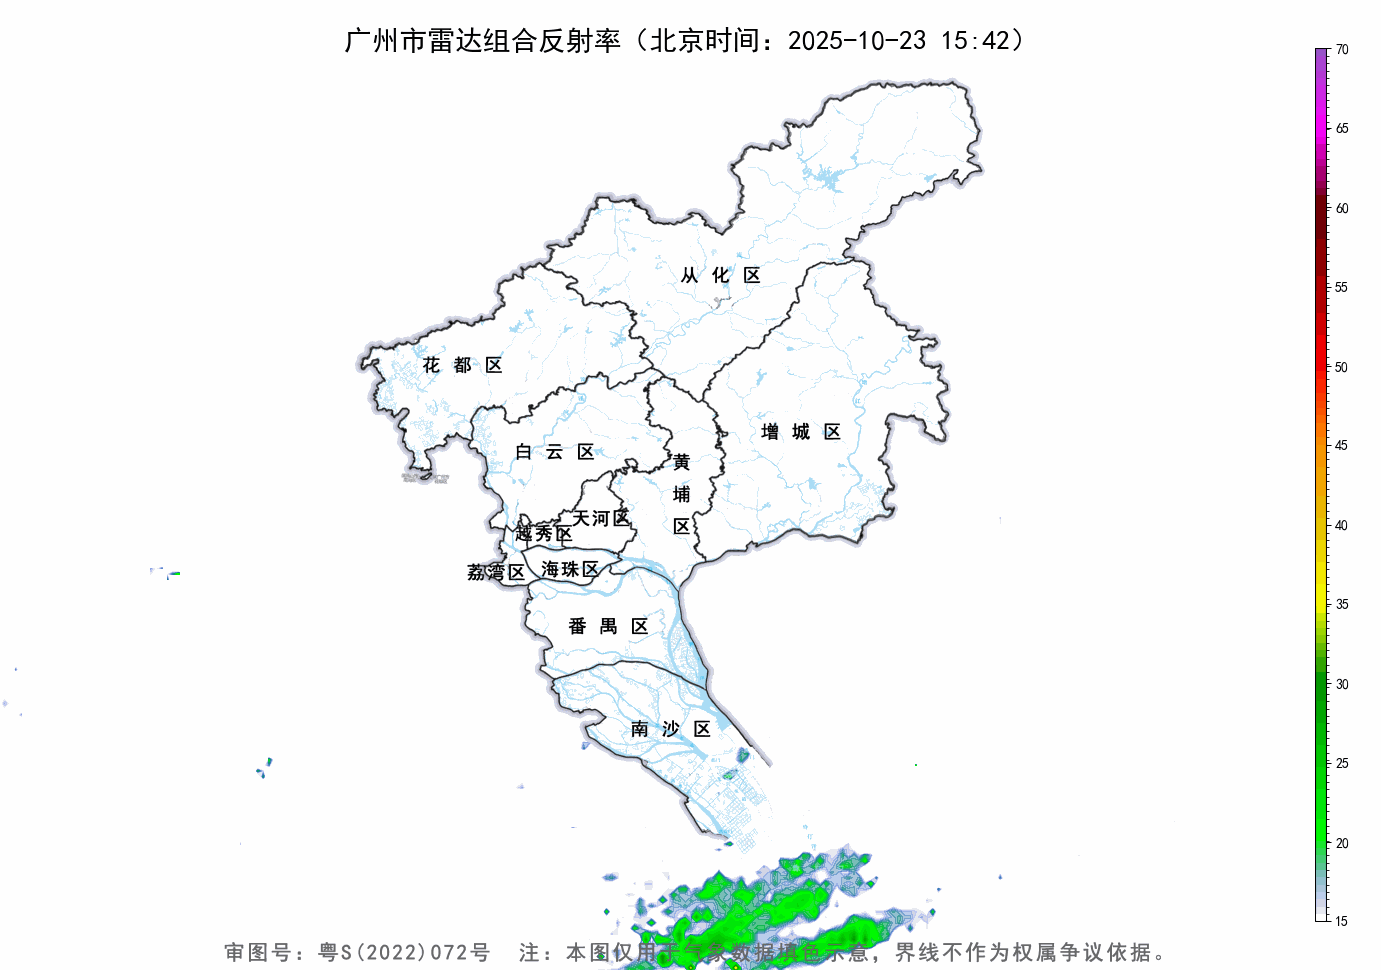 广州市雷达组合反射率（北京时间：2025-10-23 15:42）
70
65
60
55
50
45
40
35
30
25
20
15
从化区
花都区
增城区
白云区
黄埔区
天河区
越秀区
荔湾区
海珠区
番禺区
南沙区
审图号：粤S(2022)072号 注：本图仅用于气象数据填色示意，界线不作为权属争议依据。